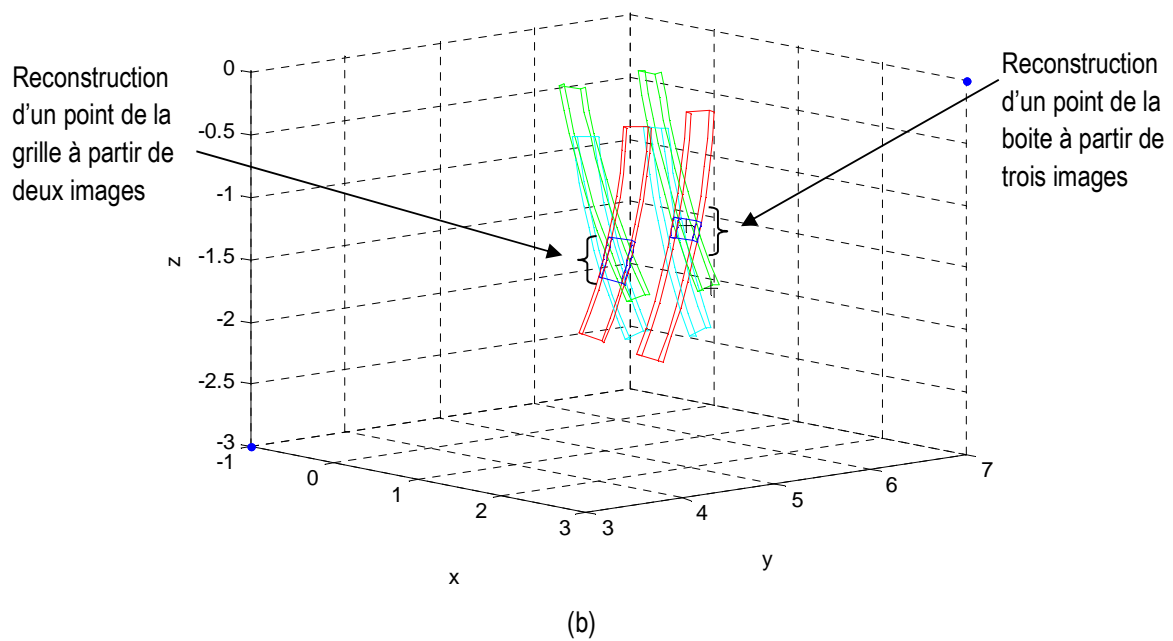 Reconstruction
d'un point de la
grille à partir de
deux images
Reconstruction
d'un point de la
boite à partir de
trois images
0
-0.5
-1
-1.5
-2
-2.5
-3
z
-1
0
1
2
3
x
3
4
5
6
7
y
(b)